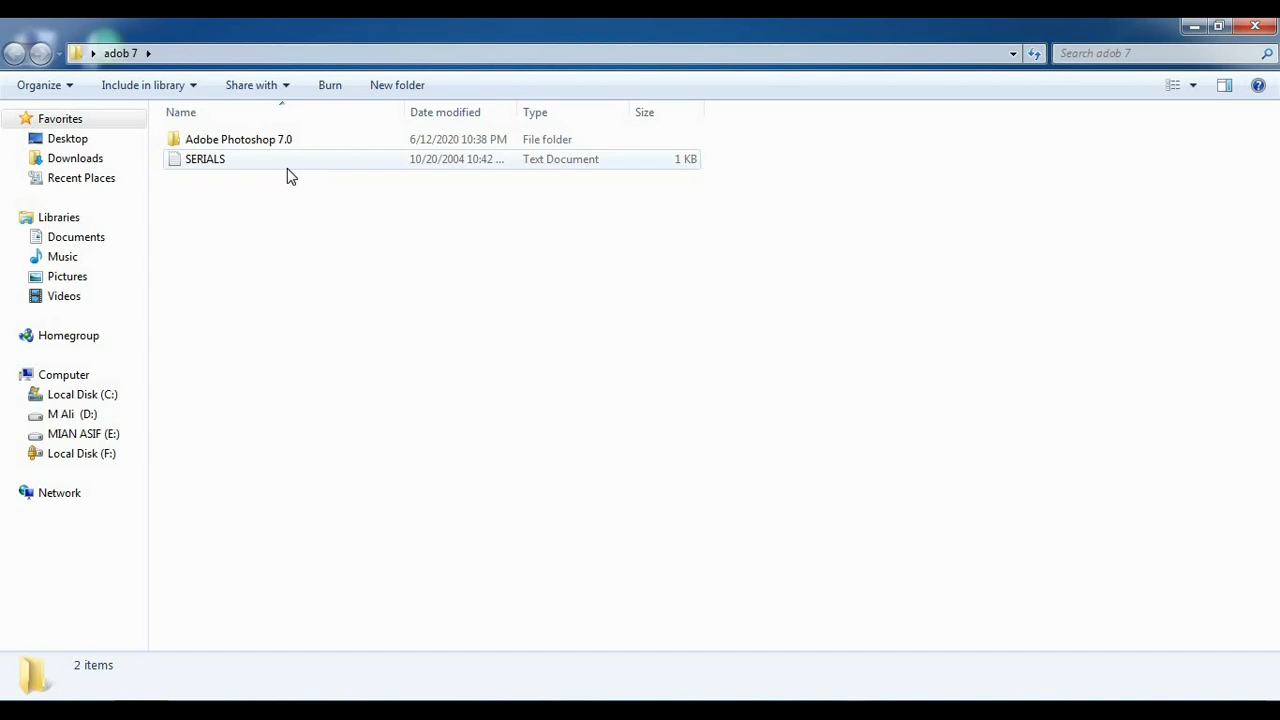 adob 7
Search adob 7
Organize Include in library Share with Burn New folder
Name Date modified Type Size
Adobe Photoshop 7.0 6/12/2020 10:38 PM File folder
SERIALS 10/20/2004 10:42 ... Text Document 1 KB
Favorites
Desktop
Downloads
Recent Places
Libraries
Documents
Music
Pictures
Videos
Homegroup
Computer
Local Disk (C:)
M Ali (D:)
MIAN ASIF (E:)
Local Disk (F:)
Network
2 items